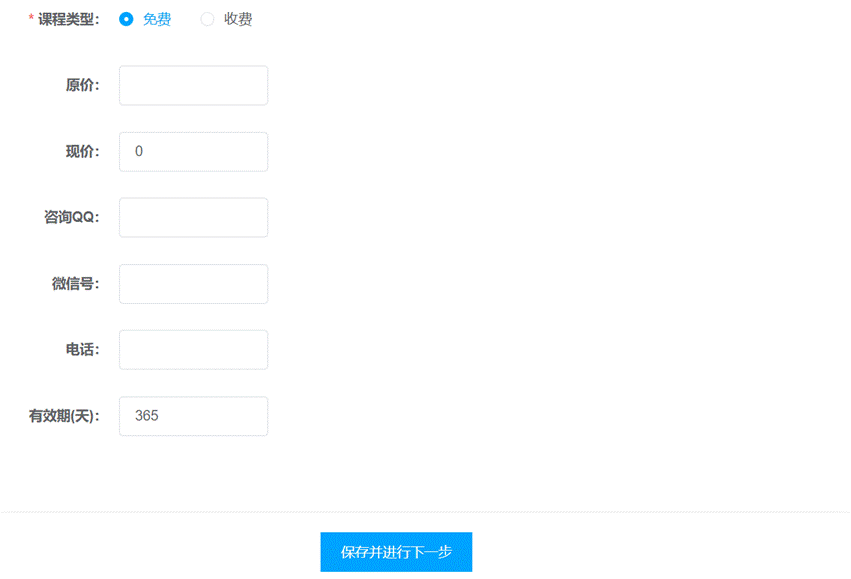 * 课程类型： 免费 收费
原价：
现价： 0
咨询QQ：
微信号：
电话：
有效期(天)： 365
保存并进行下一步